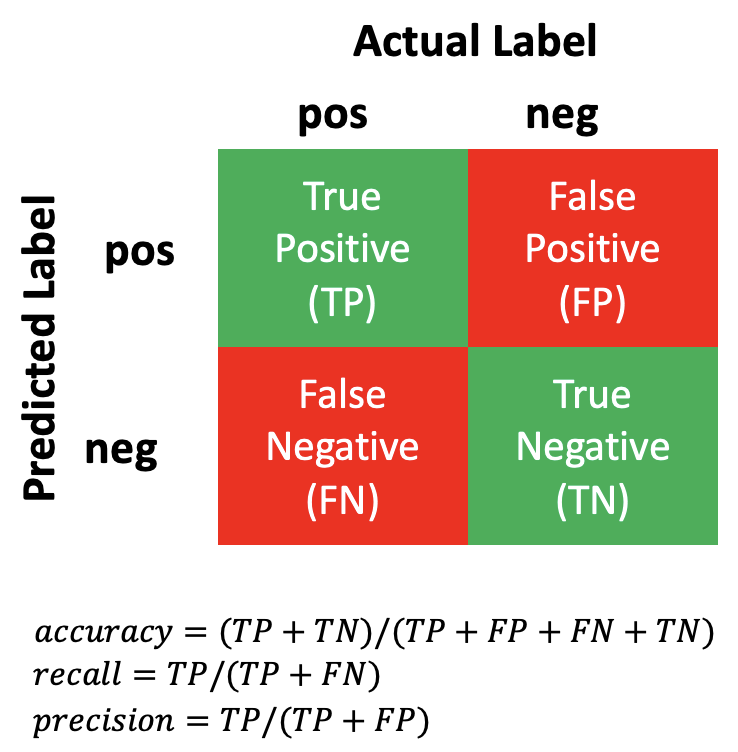 Actual Label
pos
neg
Predicted Label
pos
True
Positive
(TP)
False
Positive
(FP)
neg
False
Negative
(FN)
True
Negative
(TN)
accuracy = (TP + TN)/(TP + FP + FN + TN)
recall = TP/(TP + FN)
precision = TP/(TP + FP)